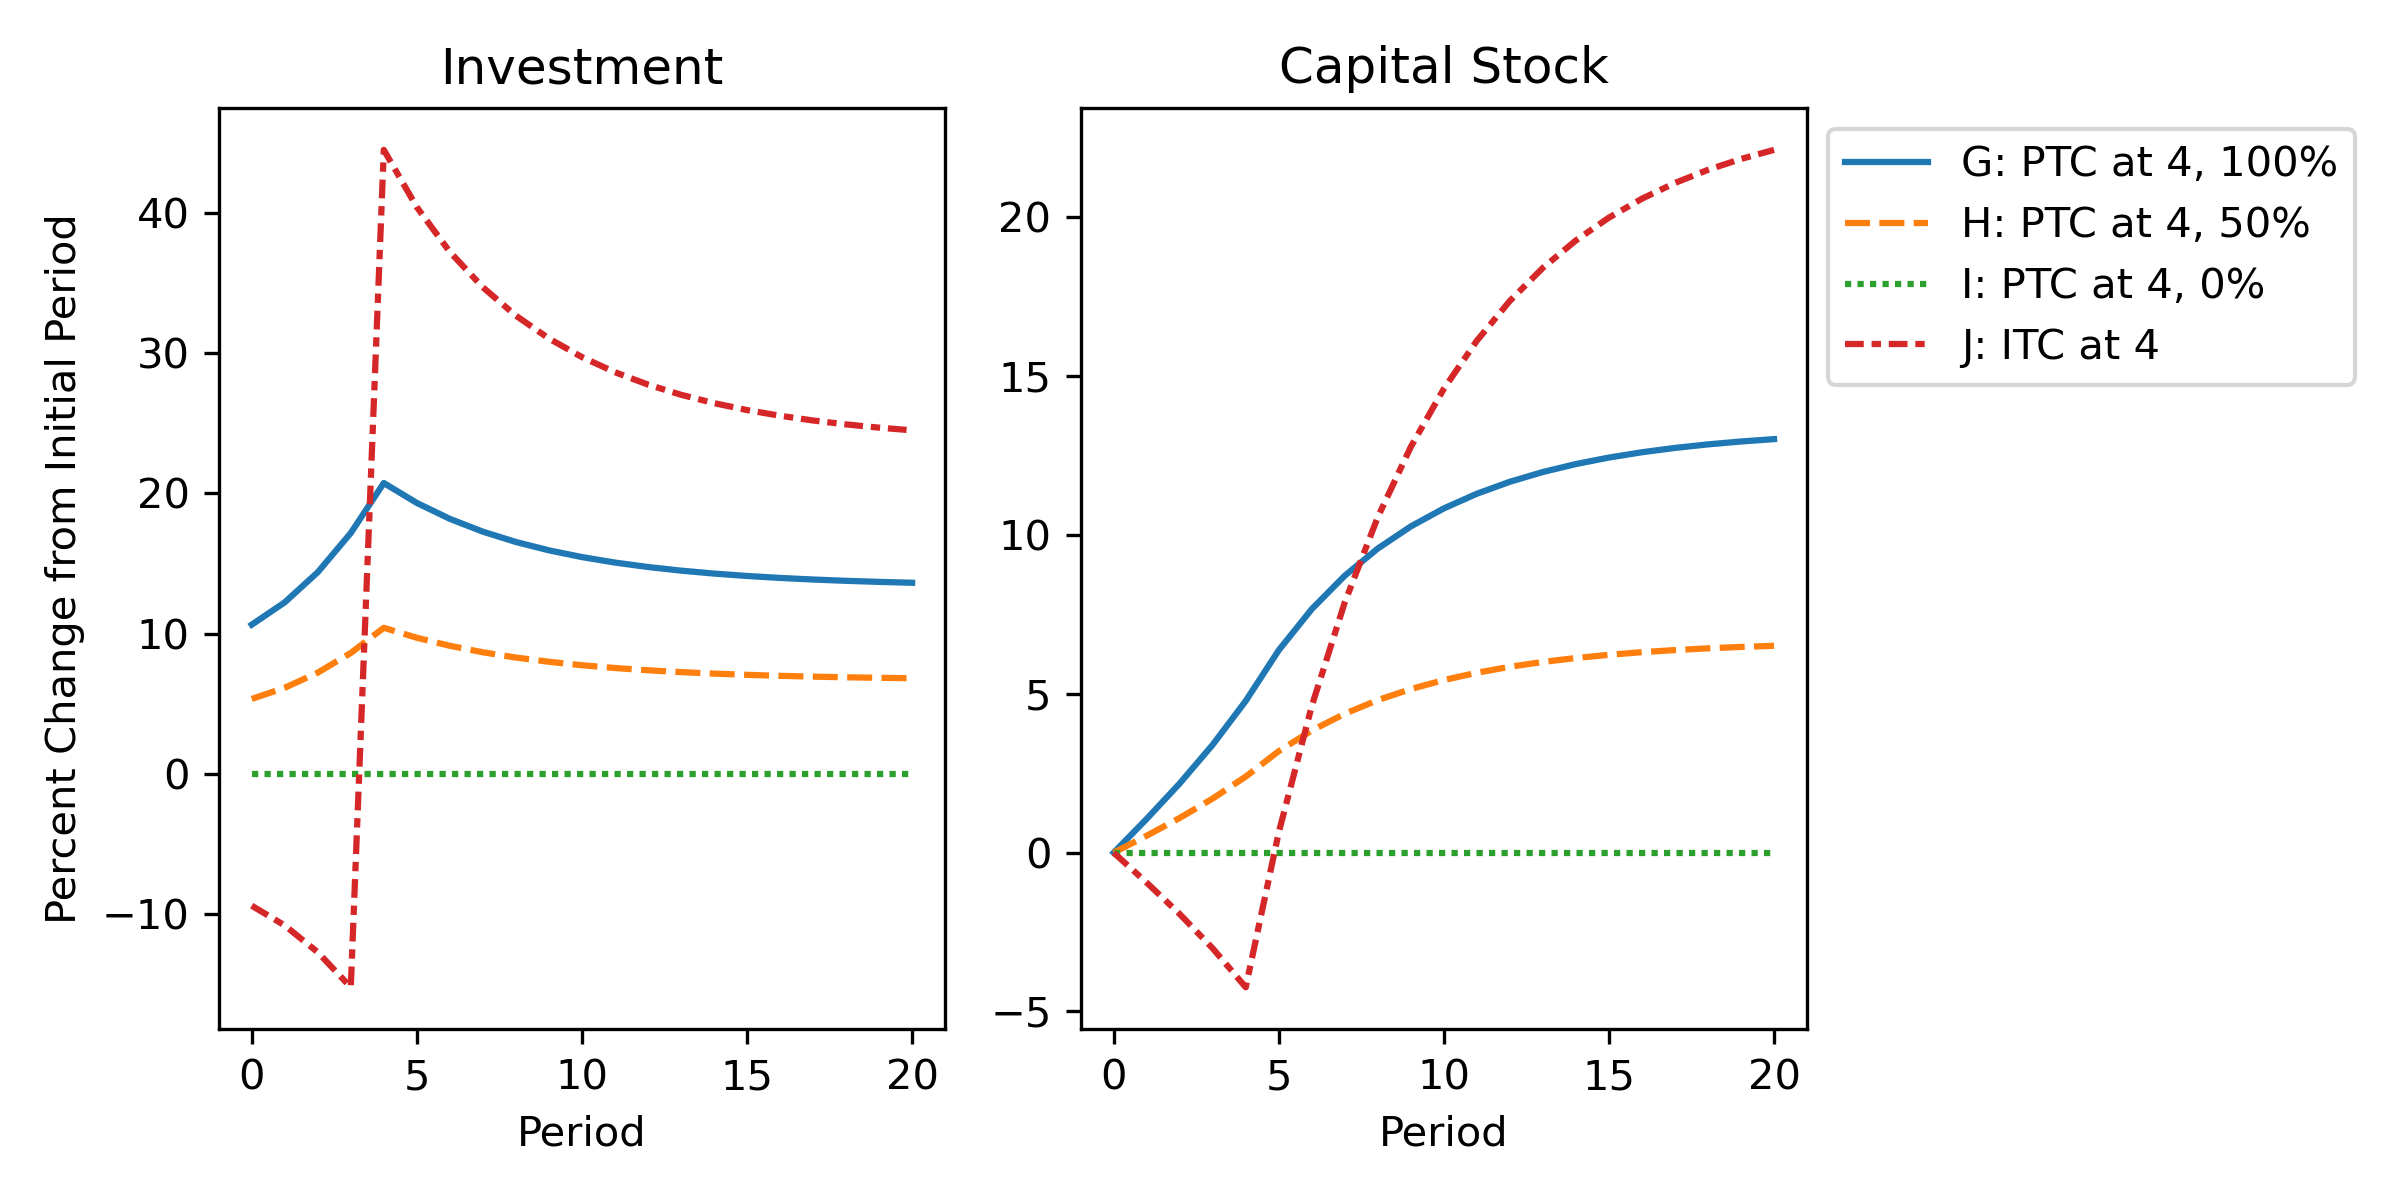 Investment
Capital Stock
Percent Change from Initial Period
40
30
20
10
0
−10
0
5
10
15
20
Period
20
15
10
5
0
−5
0
5
10
15
20
Period
G: PTC at 4, 100%
H: PTC at 4, 50%
I: PTC at 4, 0%
J: ITC at 4